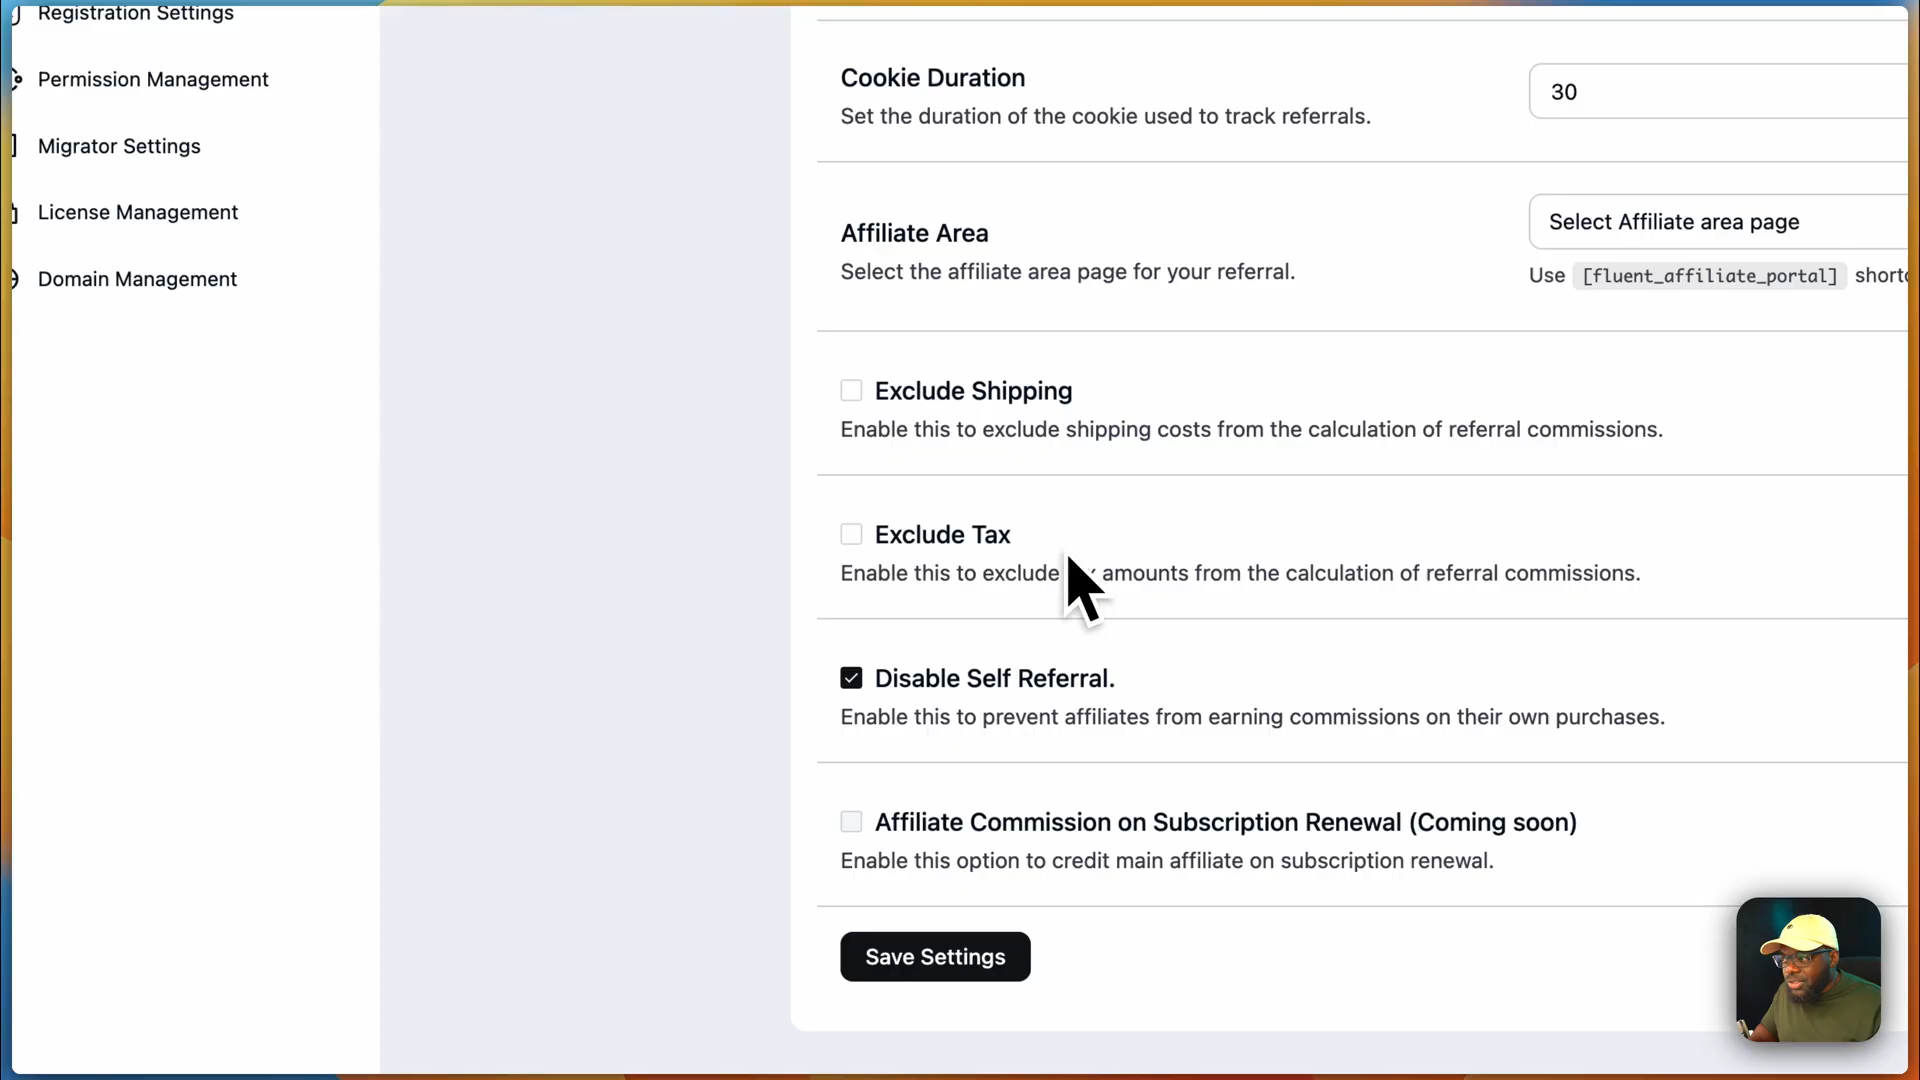 Registration Settings
Permission Management
Migrator Settings
License Management
Domain Management
Cookie Duration
Set the duration of the cookie used to track referrals.
30
Affiliate Area
Select the affiliate area page for your referral.
Select Affiliate area page
Use [fluent_affiliate_portal]
Exclude Shipping
Enable this to exclude shipping costs from the calculation of referral commissions.
Exclude Tax
Enable this to exclude amounts from the calculation of referral commissions.
Disable Self Referral.
Enable this to prevent affiliates from earning commissions on their own purchases.
Affiliate Commission on Subscription Renewal (Coming soon)
Enable this option to credit main affiliate on subscription renewal.
Save Settings